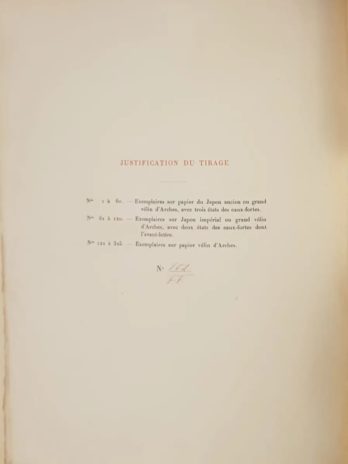 JUSTIFICATION DU TIRAGE
Nos 1 à 60. — Exemplaires sur papier du Japon ancien ou grand
vélin d'Arches, avec trois états des eaux-fortes.
Nos 61 à 120. — Exemplaires sur Japon impérial ou grand vélin
d'Arches, avec deux états des eaux-fortes dont
l'avant-lettre.
Nos 121 à — Exemplaires sur papier vélin d'Arches.
No